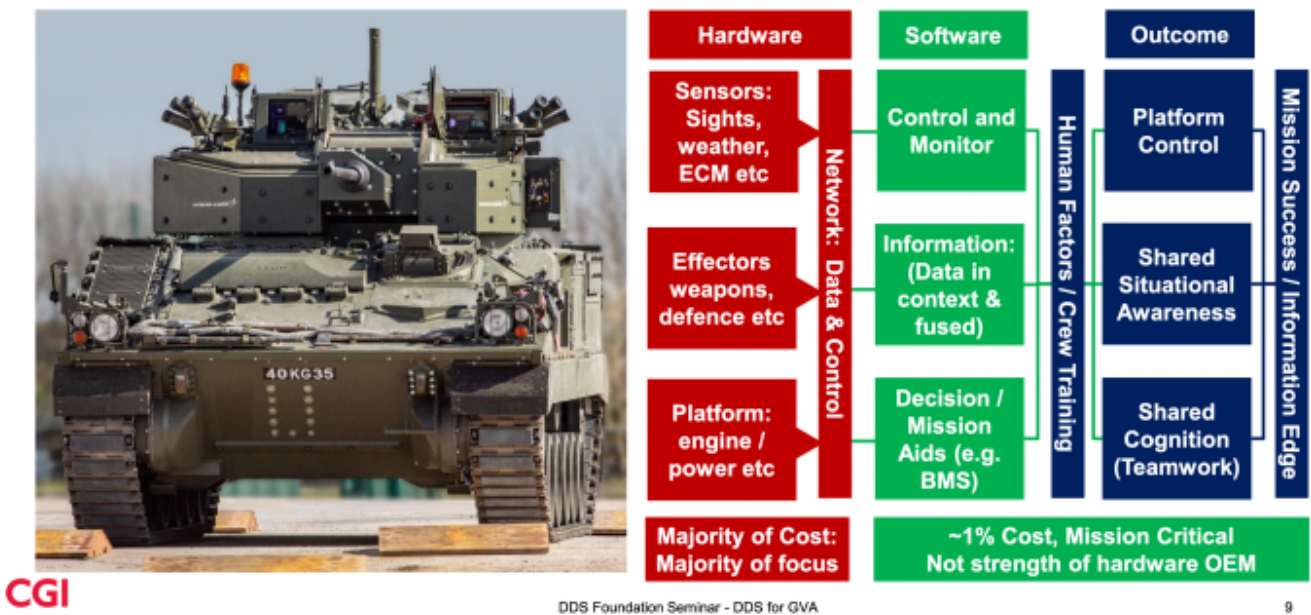 Hardware
Software
Outcome
Sensors:
Sights,
weather,
ECM etc
Effectors
weapons,
defence etc
Platform:
engine /
power etc
Network: Data & Control
Control and
Monitor
Information:
(Data in
context &
fused)
Decision /
Mission
Aids (e.g.
BMS)
Human Factors / Crew Training
Platform
Control
Shared
Situational
Awareness
Shared
Cognition
(Teamwork)
Mission Success / Information Edge
40KG35
Majority of Cost:
Majority of focus
~1% Cost, Mission Critical
Not strength of hardware OEM
CGI
DDS Foundation Seminar - DDS for GVA
9